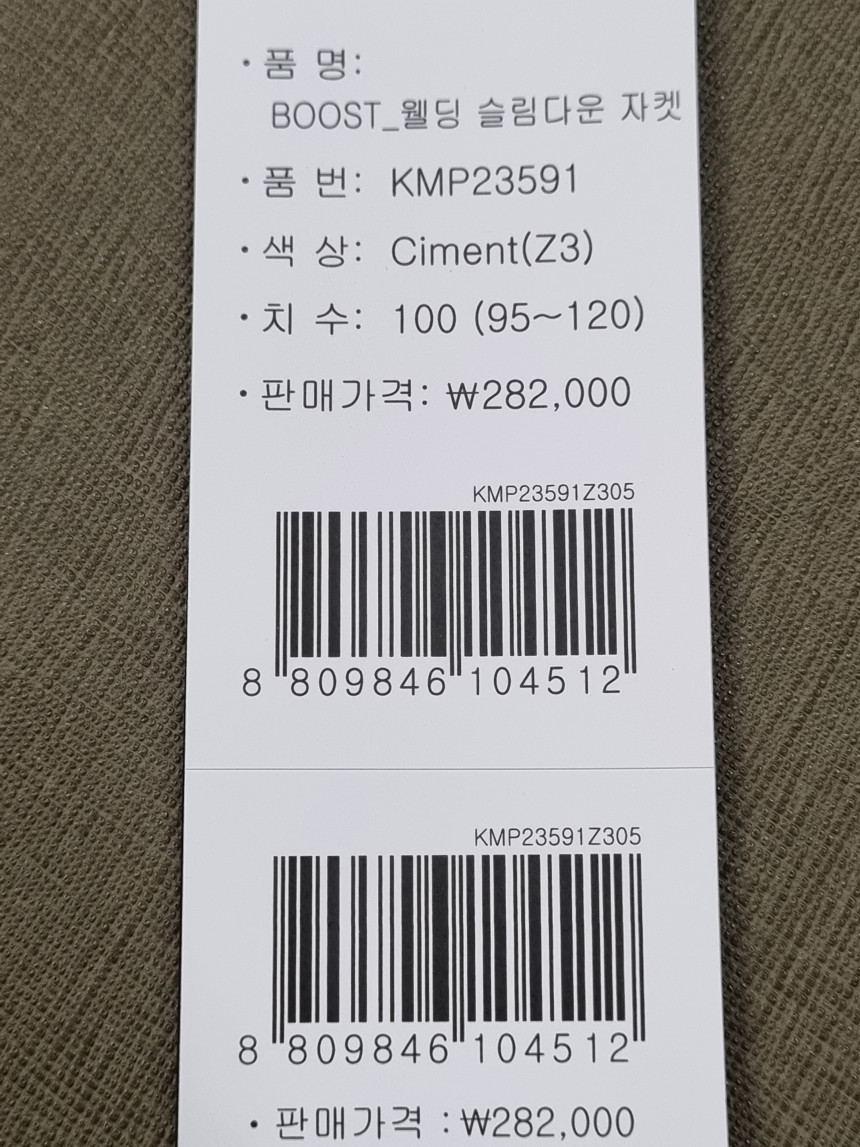 · 품 명:
BOOST_웰딩 슬림다운 자켓
· 품 번: KMP23591
· 색 상: Ciment(Z3)
· 치 수: 100 (95~120)
· 판매가격: ₩282,000
KMP23591Z305
8 809846 104512
KMP23591Z305
8 809846 104512
· 판매가격 : ₩282,000